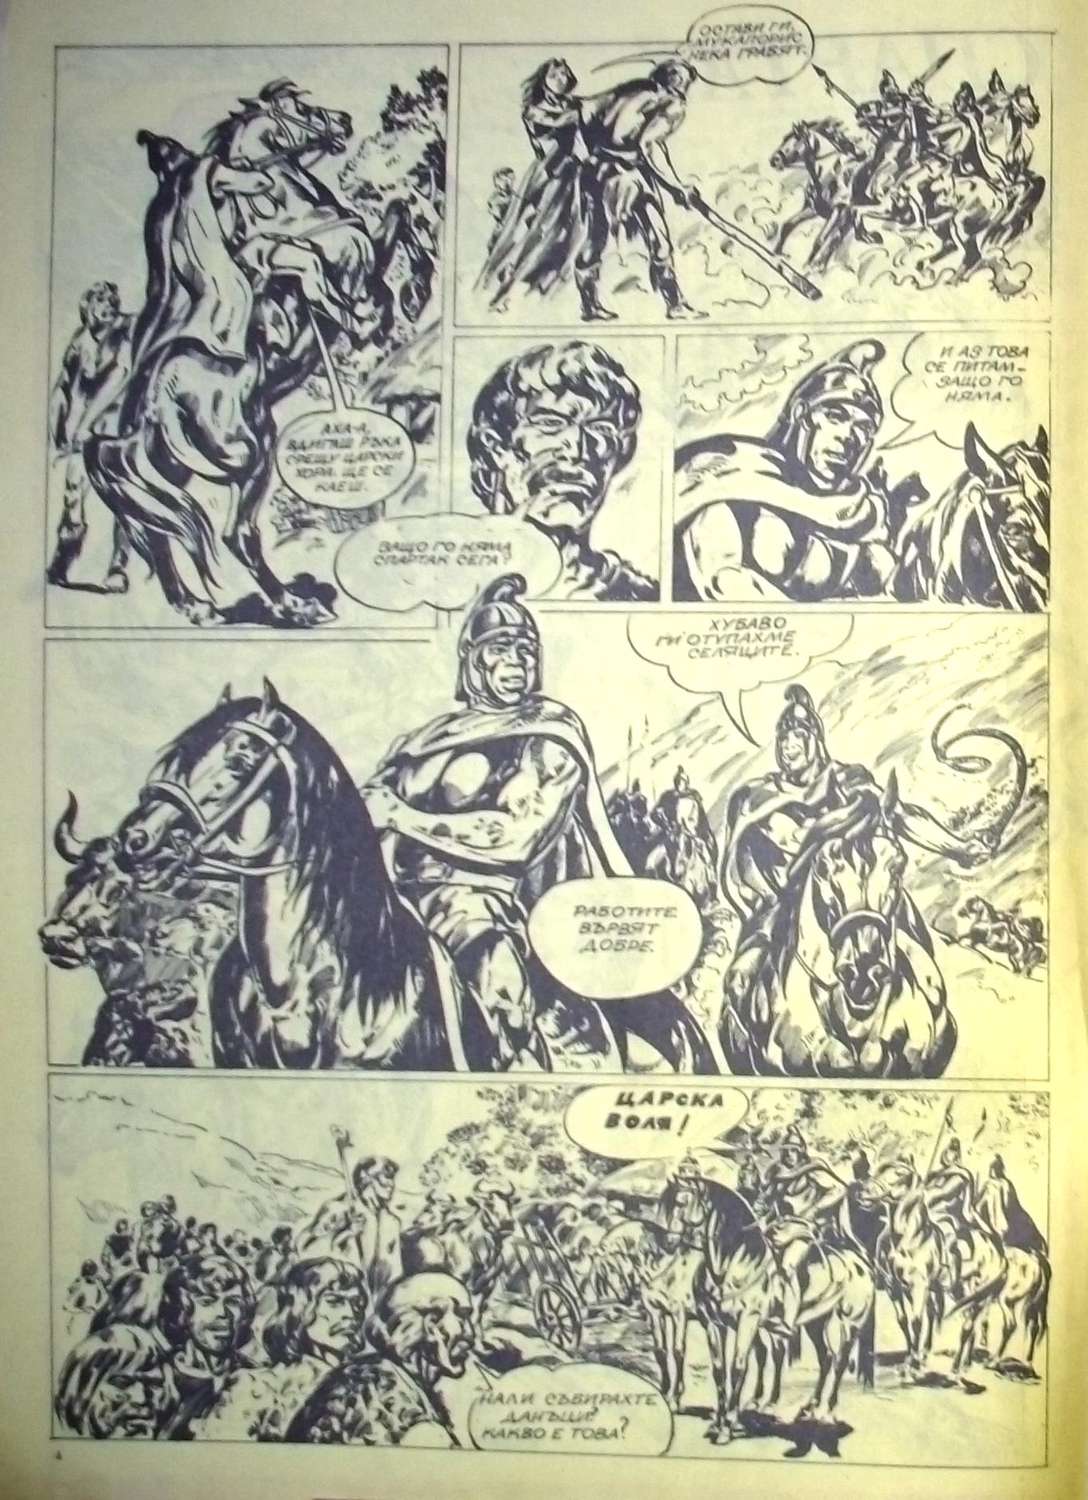 АХА-А,
ВДИГАШ РЪКА
СРЕЩУ ЦАРСКИ
ХОРА. ЩЕ СЕ
КАЕШ.
ОСТАВИ ГИ,
МУКАПОРИС,
НЕКА ГРАБЯТ.
ЗАЩО ГО НЯМА
СПАРТАК СЕГА?
И АЗ ТОВА
СЕ ПИТАМ-
ЗАЩО ГО
НЯМА.
ХУБАВО
ГИ ОТУПАХМЕ
СЕЛЯЩИТЕ.
РАБОТИТЕ
ВЪРВЯТ
ДОБРЕ.
ЦАРСКА
ВОЛЯ!
НАЛИ СЪБИРАХТЕ
ДАНЪЦИ?
КАКВО Е ТОВА?
4